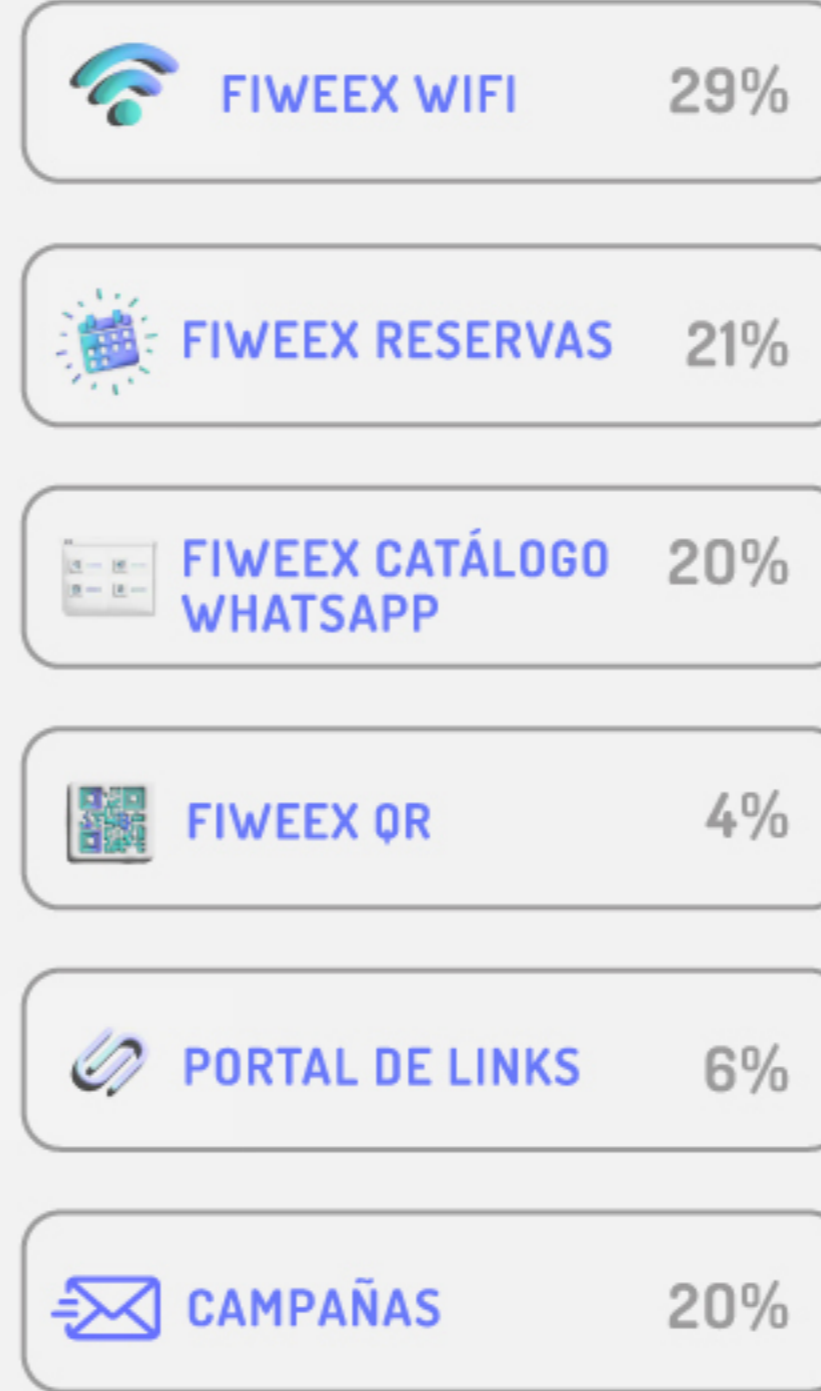 FIWEEX WIFI 29%
FIWEEX RESERVAS 21%
FIWEEX CATÁLOGO 20%
WHATSAPP
FIWEEX QR 4%
PORTAL DE LINKS 6%
CAMPAÑAS 20%